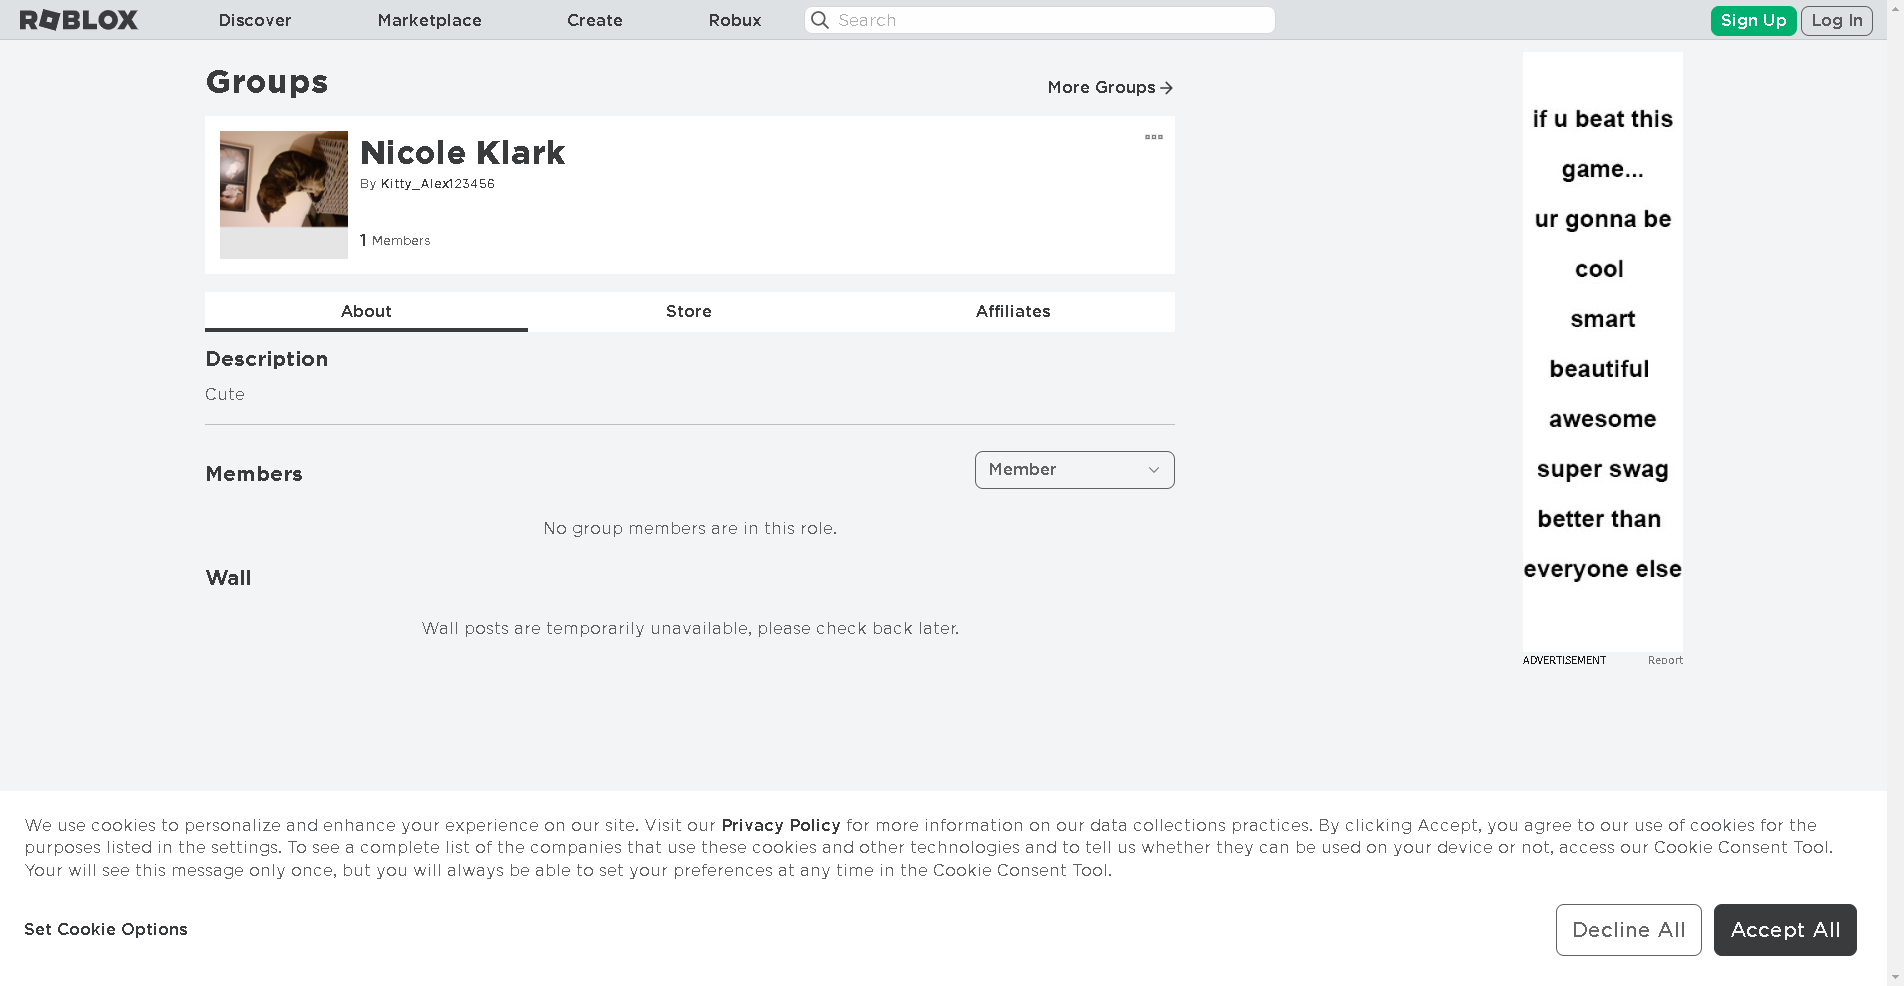 ROBLOX
Discover
Marketplace
Create
Robux
Search
Sign Up
Log In
Groups
More Groups
Nicole Klark
By Kitty_Alex123456
1 Members
About
Store
Affiliates
Description
Cute
Members
Member
No group members are in this role.
Wall
Wall posts are temporarily unavailable, please check back later.
if u beat this
game...
ur gonna be
cool
smart
beautiful
awesome
super swag
better than
everyone else
ADVERTISEMENT
Report
We use cookies to personalize and enhance your experience on our site. Visit our Privacy Policy for more information on our data collections practices. By clicking Accept, you agree to our use of cookies for the
purposes listed in the settings. To see a complete list of the companies that use these cookies and other technologies and to tell us whether they can be used on your device or not, access our Cookie Consent Tool.
Your will see this message only once, but you will always be able to set your preferences at any time in the Cookie Consent Tool.
Set Cookie Options
Decline All
Accept All